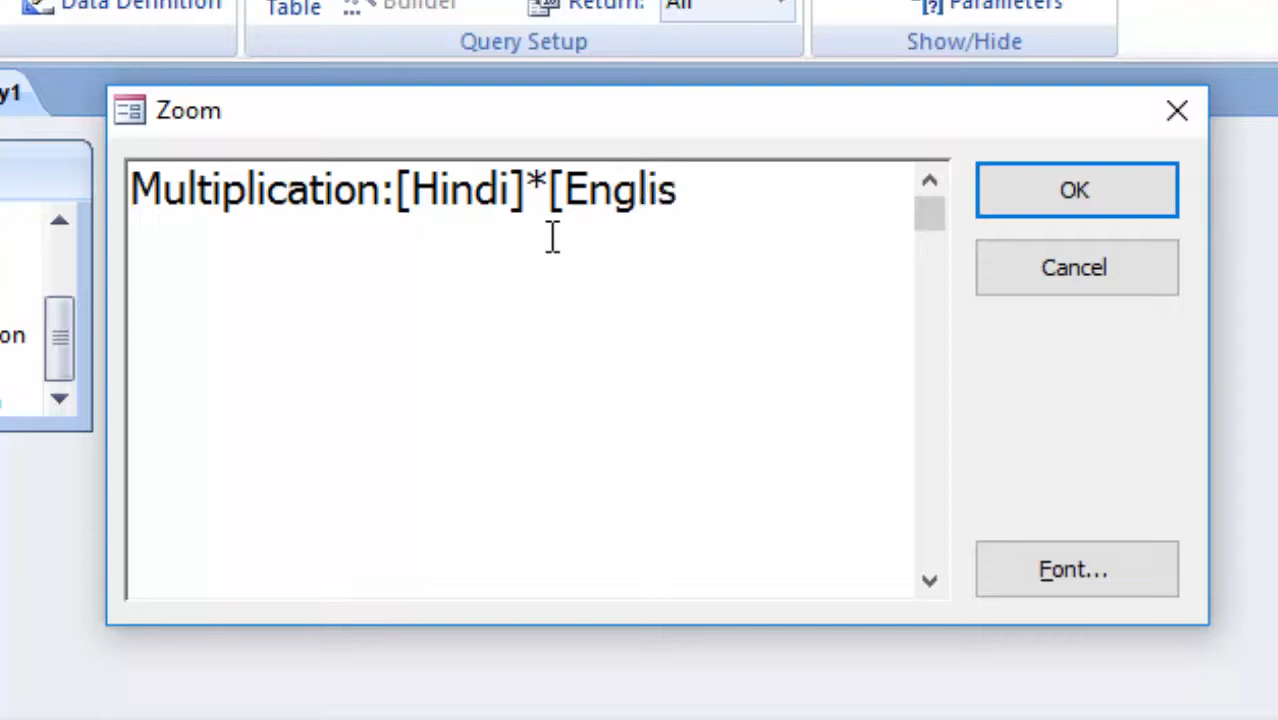 Data Definition
Table
Builder
Return:
All
Parameters
Query Setup
Show/Hide
y1
Zoom
Multiplication:[Hindi]*[Englis
OK
Cancel
on
Font...